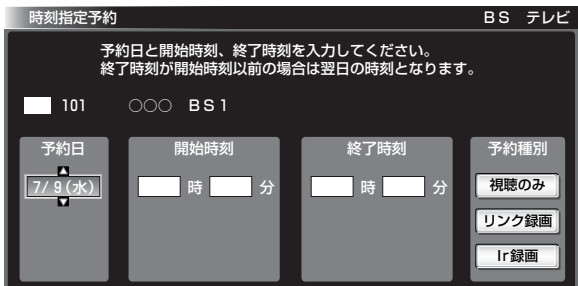 時刻指定予約 BS テレビ
予約日と開始時刻、終了時刻を入力してください。
終了時刻が開始時刻以前の場合は翌日の時刻となります。
101 ○○○ BS1
予約日 開始時刻 終了時刻 予約種別
7/ 9(水) 時 分 時 分 視聴のみ
リンク録画
Ir録画